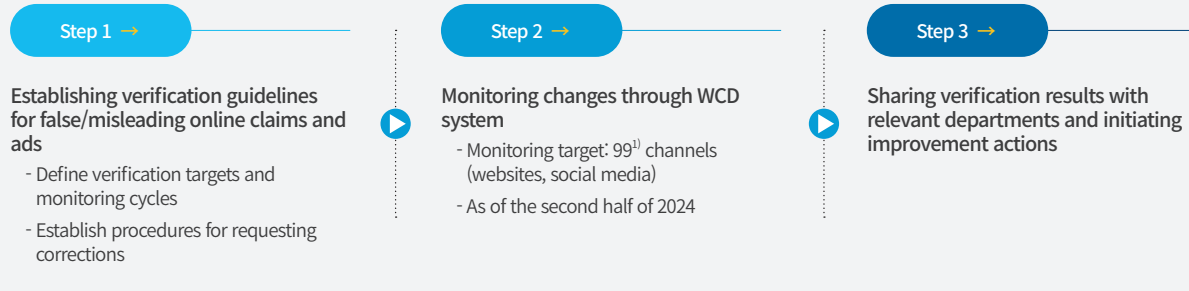 Step 1 →
Establishing verification guidelines
for false/misleading online claims and
ads
- Define verification targets and
monitoring cycles
- Establish procedures for requesting
corrections
Step 2 →
Monitoring changes through WCD
system
- Monitoring target: 99¹⁾ channels
(websites, social media)
- As of the second half of 2024
Step 3 →
Sharing verification results with
relevant departments and initiating
improvement actions